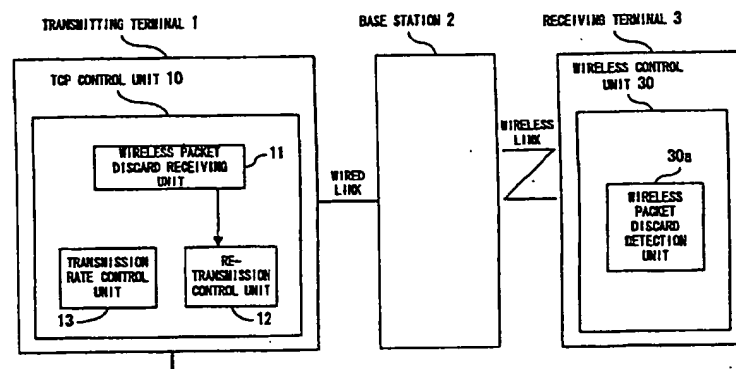 TRANSMITTING TERMINAL 1
BASE STATION 2
RECEIVING TERMINAL 3
TCP CONTROL UNIT 10
WIRELESS CONTROL
UNIT 30
WIRELESS PACKET
DISCARD RECEIVING
UNIT
11
WIRED
LINK
WIRELESS
LINK
30a
WIRELESS
PACKET
DISCARD
DETECTION
UNIT
TRANSMISSION
RATE CONTROL
UNIT
13
RE-
TRANSMISSION
CONTROL UNIT
12